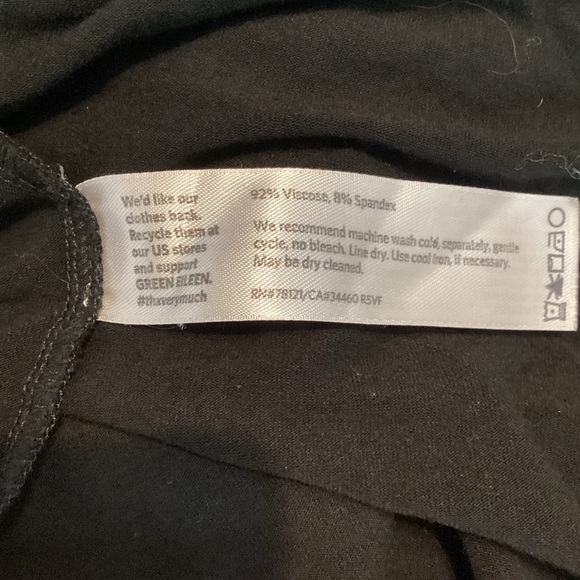 We'd like our
clothes back.
Recycle them at
our US stores
and support
GREEN EILEEN.
#thxverymuch
92% Viscose, 8% Spandex
We recommend machine wash cold, separately, gentle
cycle, no bleach. Line dry. Use cool iron, if necessary.
May be dry cleaned.
RN#78121/CA#34460 R5VF